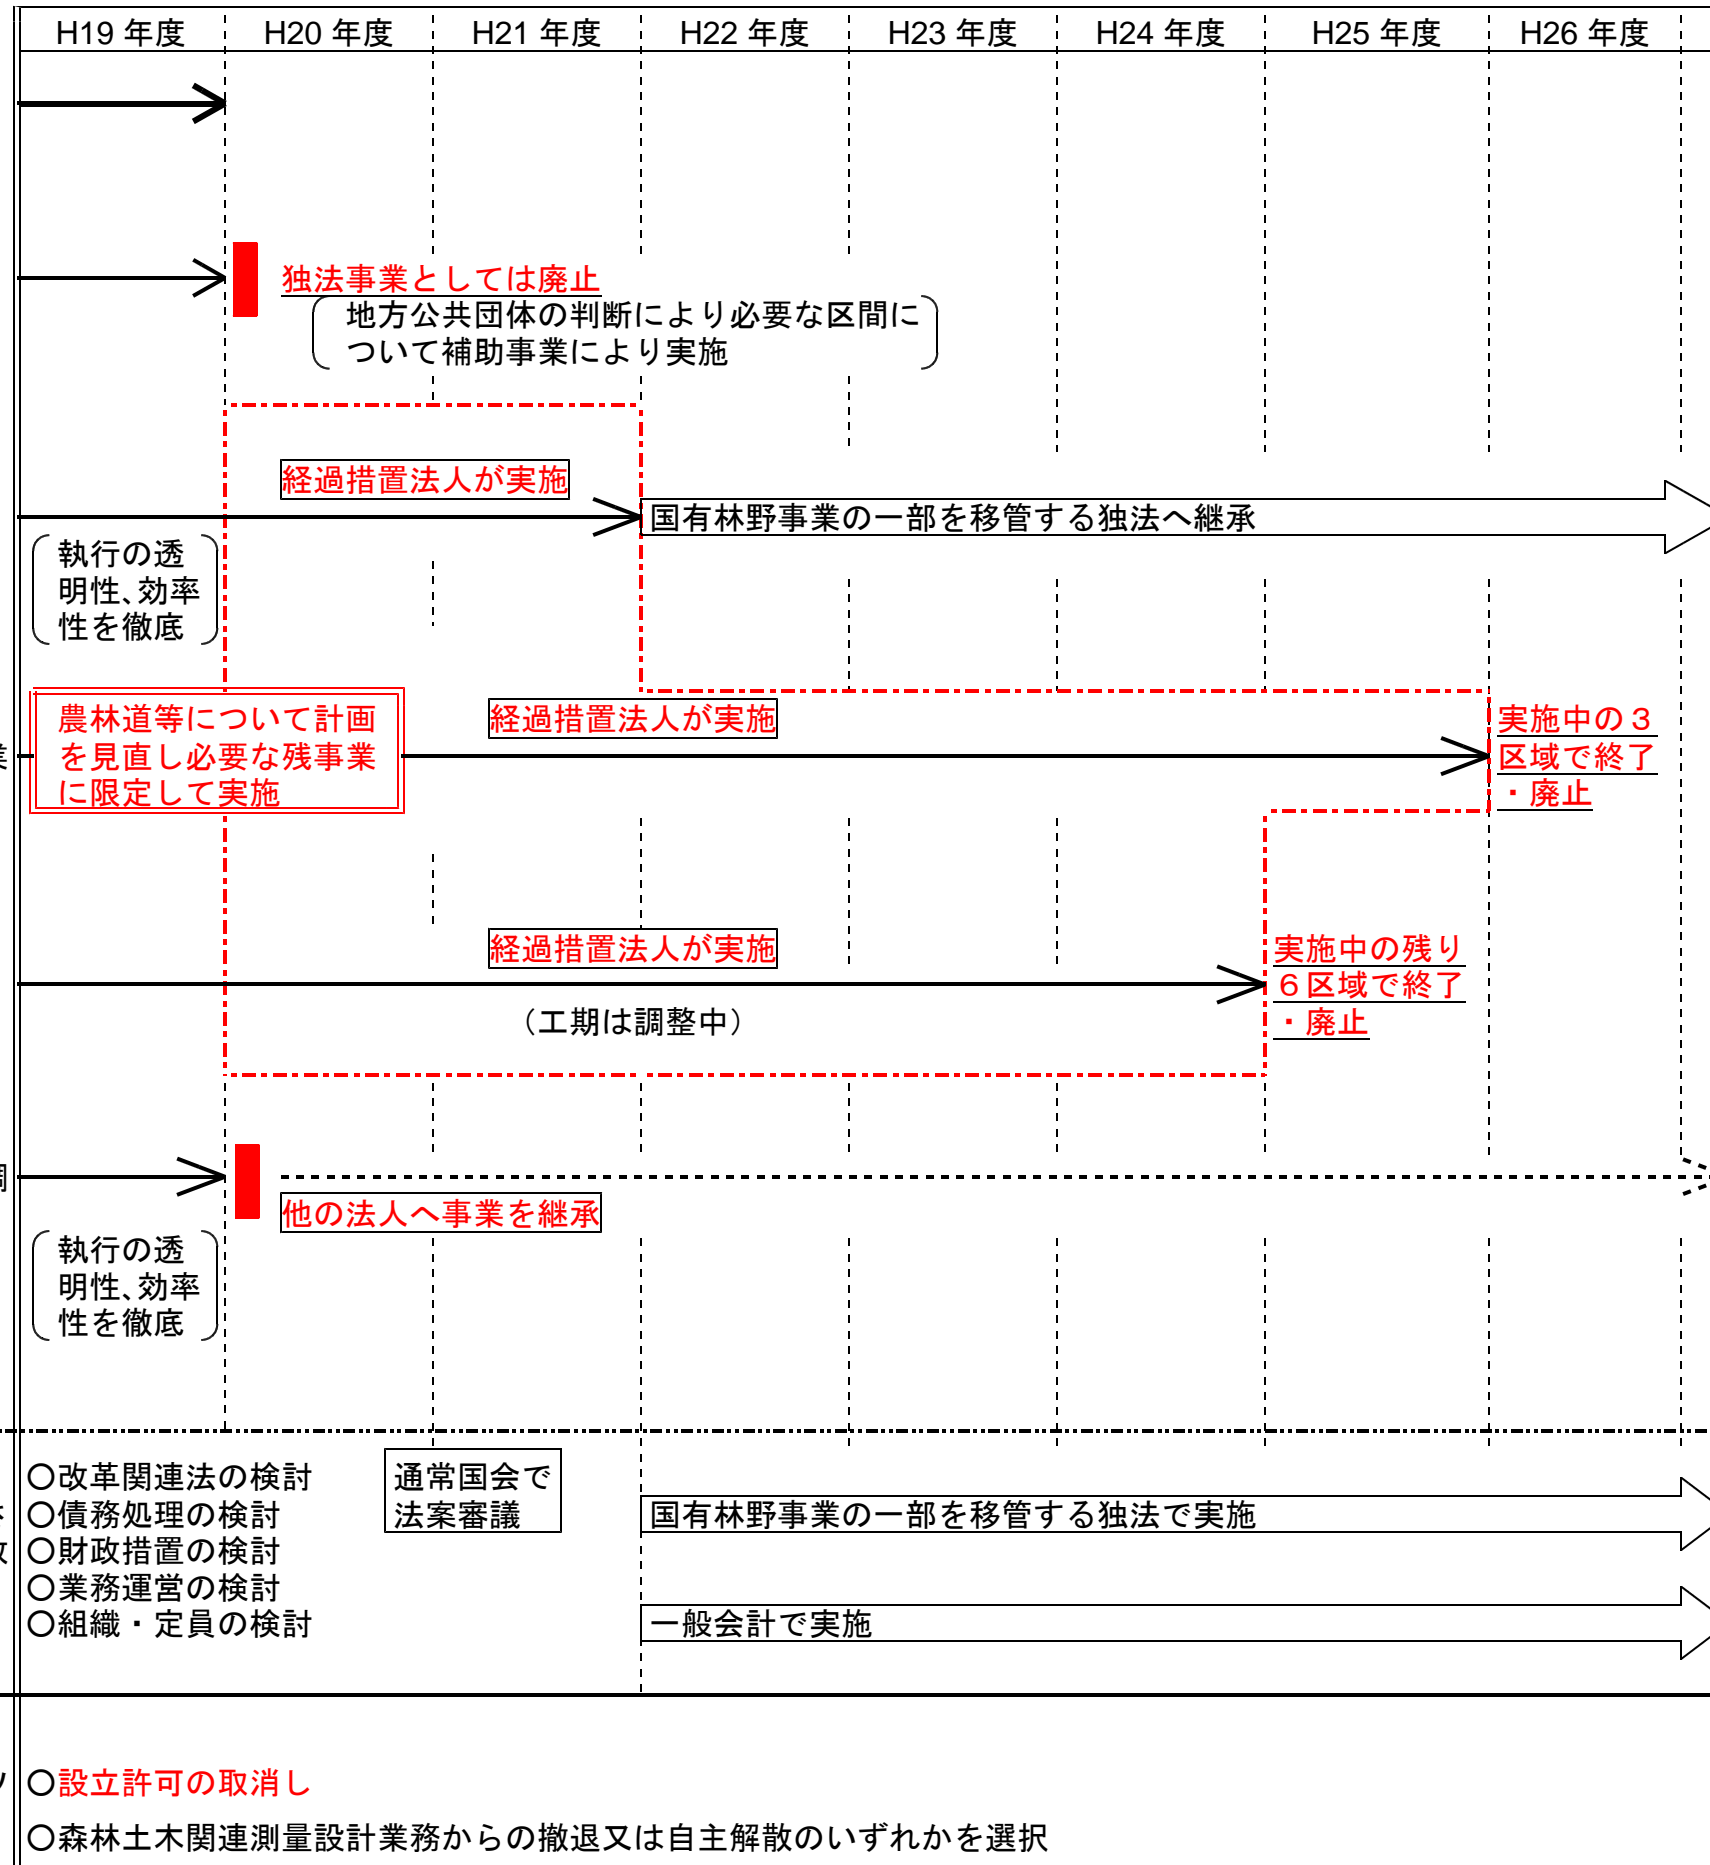 H19 年度 H20 年度 H21 年度 H22 年度 H23 年度 H24 年度 H25 年度 H26 年度
独法事業としては廃止
地方公共団体の判断により必要な区間に
ついて補助事業により実施
経過措置法人が実施
国有林野事業の一部を移管する独法へ継承
執行の透
明性、効率
性を徹底
農林道等について計画
を見直し必要な残事業
に限定して実施
経過措置法人が実施
実施中の３
区域で終了
・廃止
業
経過措置法人が実施
（工期は調整中）
実施中の残り
６区域で終了
・廃止
他の法人へ事業を継承
執行の透
明性、効率
性を徹底
〇改革関連法の検討
〇債務処理の検討
〇財政措置の検討
〇業務運営の検討
〇組織・定員の検討
通常国会で
法案審議
国有林野事業の一部を移管する独法で実施
一般会計で実施
〇設立許可の取消し
〇森林土木関連測量設計業務からの撤退又は自主解散のいずれかを選択